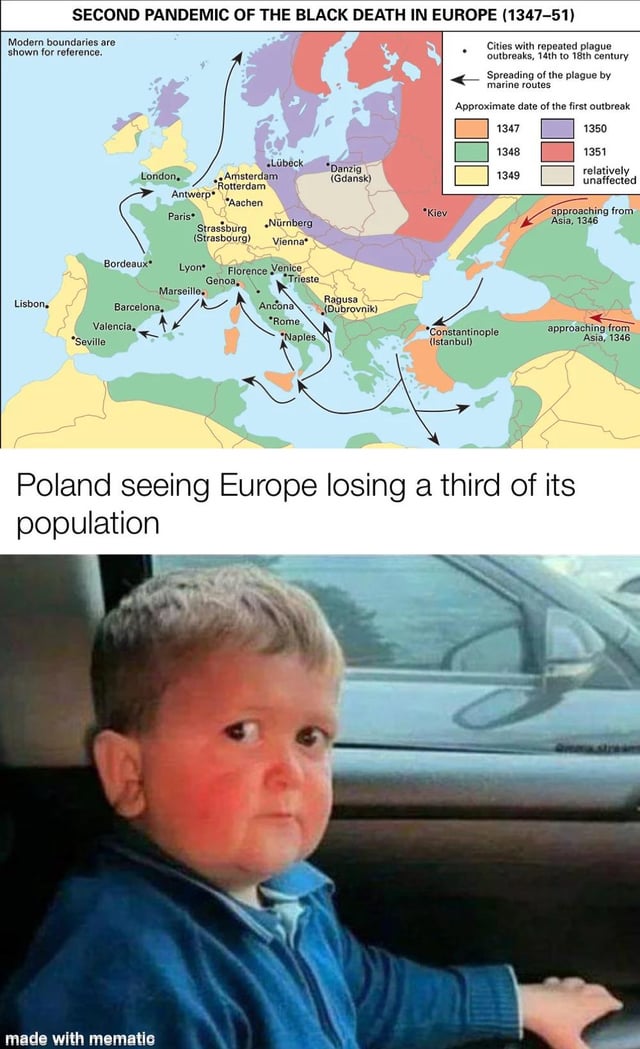 SECOND PANDEMIC OF THE BLACK DEATH IN EUROPE (1347–51)
Modern boundaries are
shown for reference.
Cities with repeated plague
outbreaks, 14th to 18th century
Spreading of the plague by
marine routes
Approximate date of the first outbreak
1347
1350
1348
1351
1349
relatively
unaffected
approaching from
Asia, 1346
Lübeck
Danzig
(Gdansk)
London
Amsterdam
Rotterdam
Antwerp
Aachen
Kiev
Paris
Strassburg
(Strasbourg)
Nürnberg
Vienna
Bordeaux
Lyon
Florence
Venice
Genoa
Trieste
Marseille
Lisbon
Barcelona
Ancona
Ragusa
(Dubrovnik)
Valencia
Rome
Seville
Naples
Constantinople
(Istanbul)
approaching from
Asia, 1346
Poland seeing Europe losing a third of its
population
made with mematic